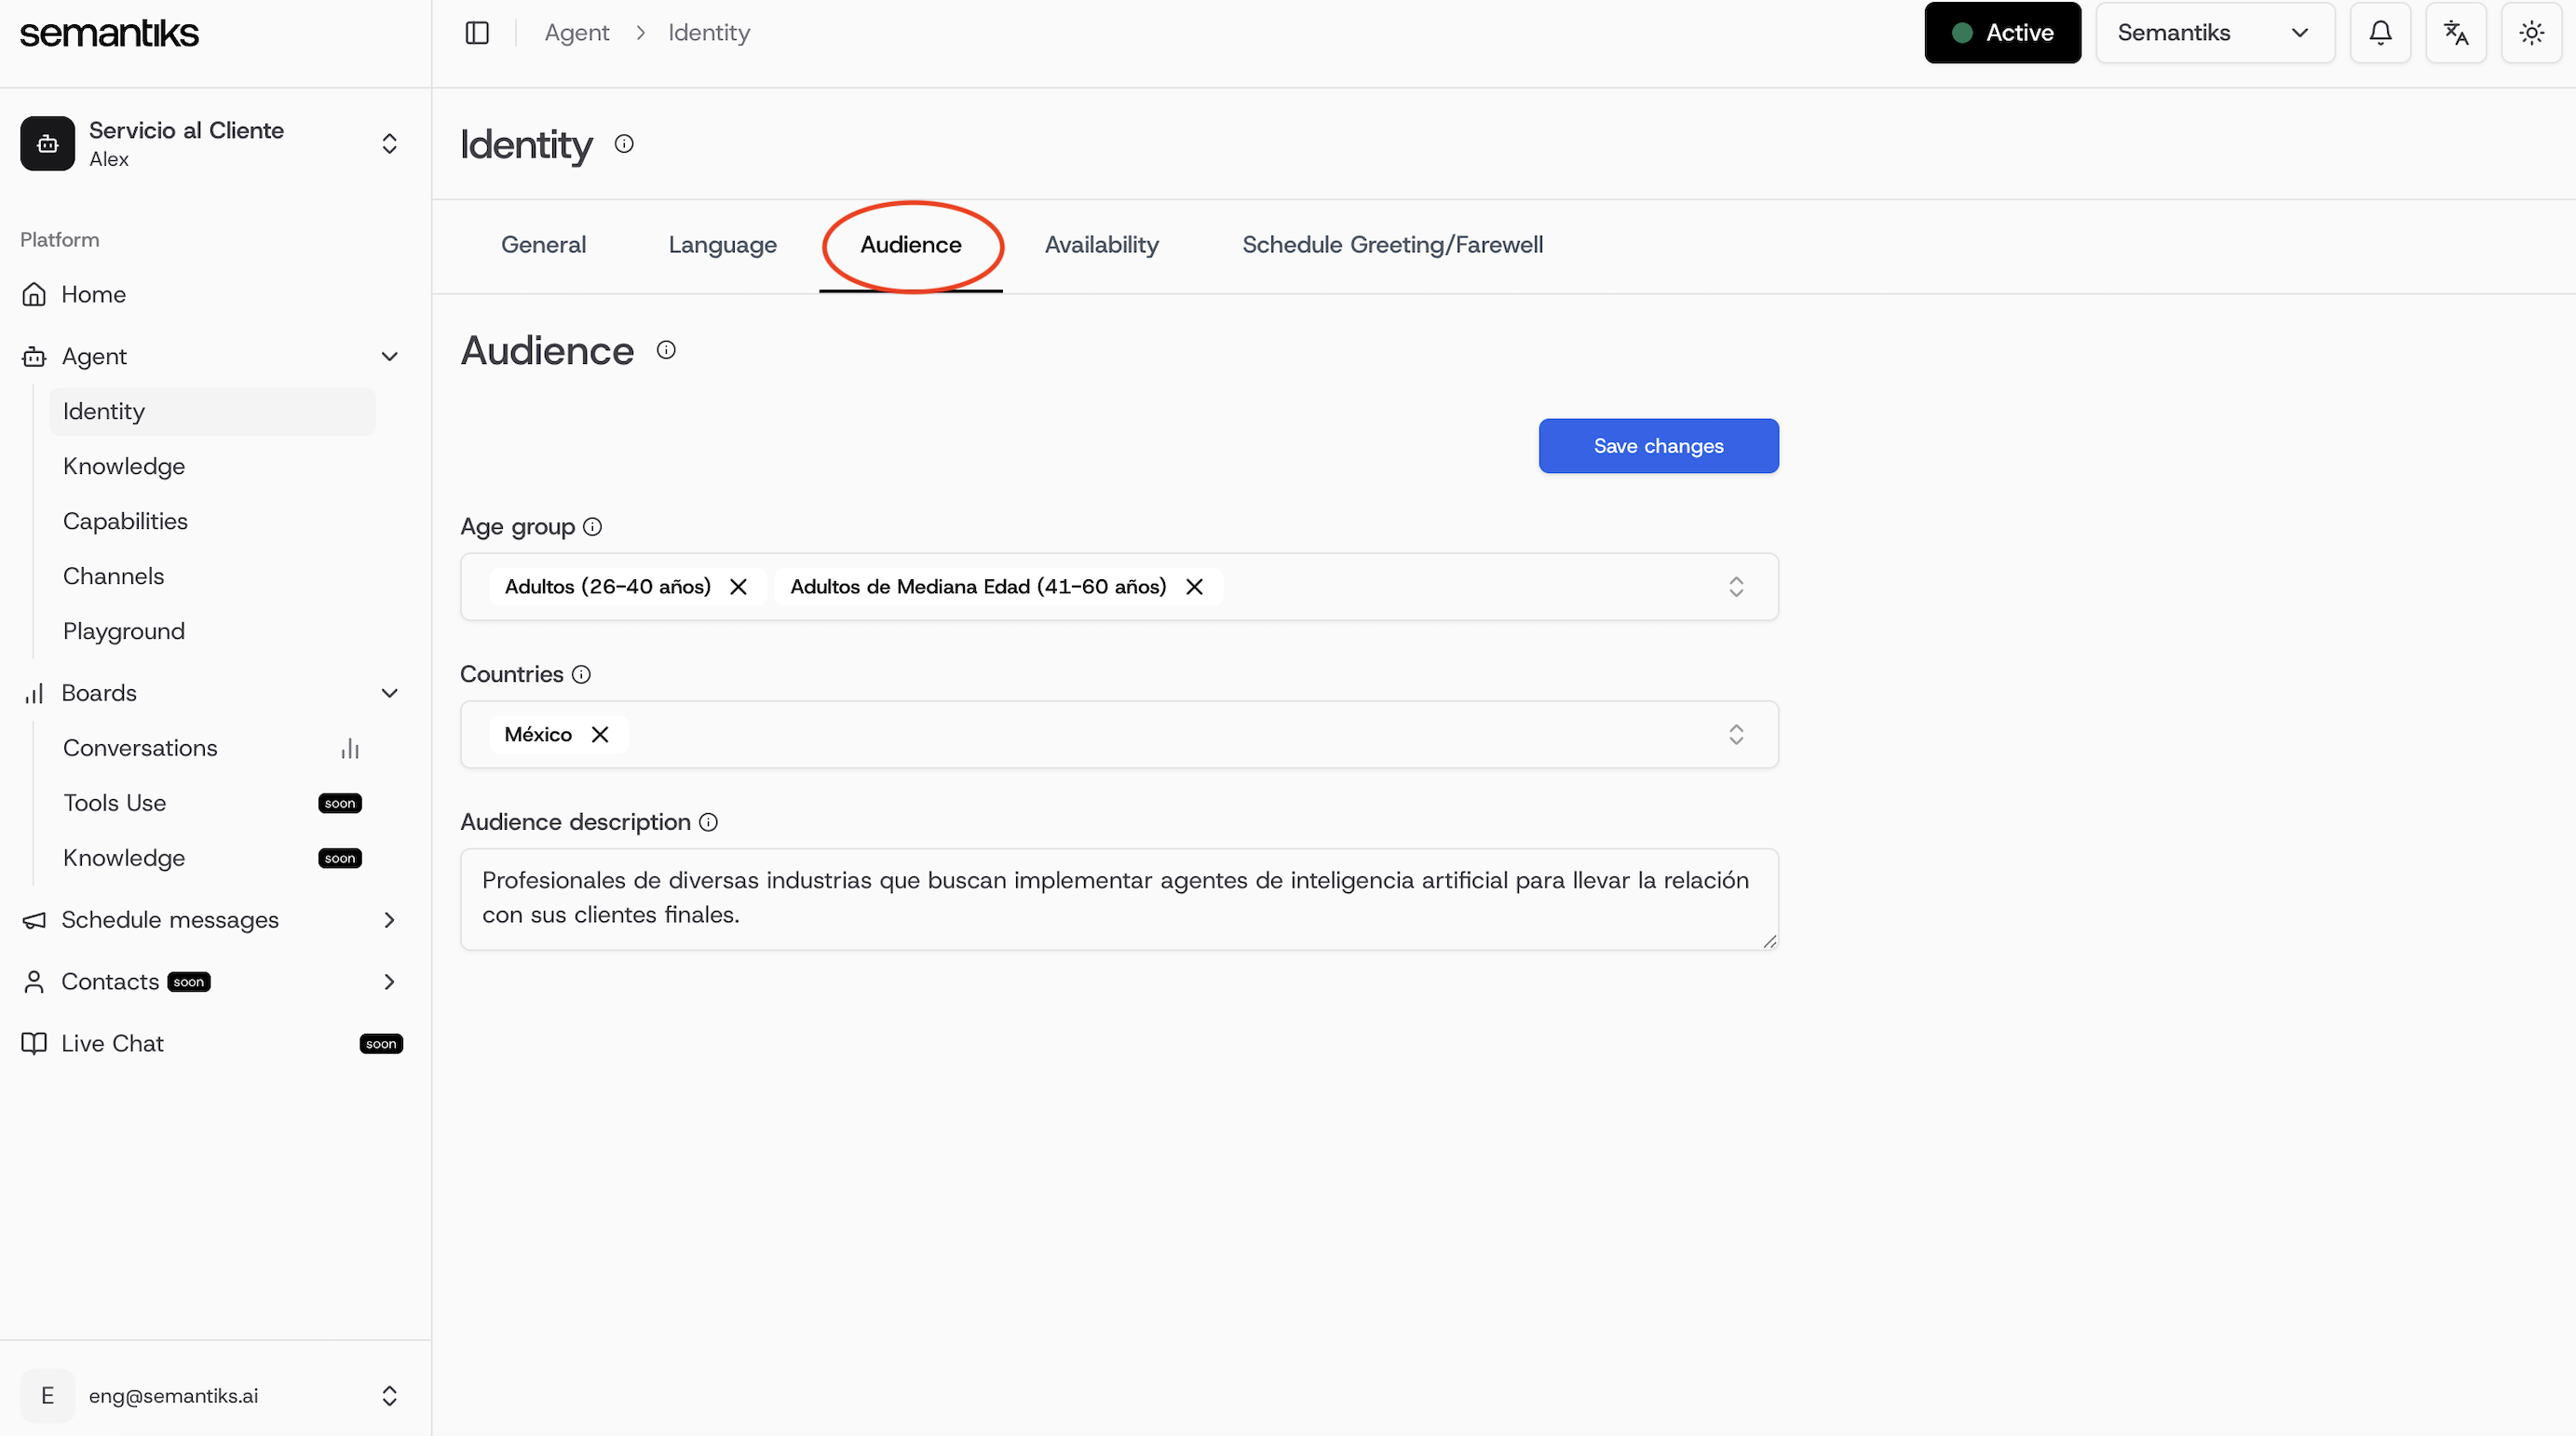 semantiks
Agent > Identity
Active
Semantiks
Servicio al Cliente
Alex
Platform
Home
Agent
Identity
Knowledge
Capabilities
Channels
Playground
Boards
Conversations
Tools Use soon
Knowledge soon
Schedule messages
Contacts soon
Live Chat soon
E eng@semantiks.ai
Identity
General Language Audience Availability Schedule Greeting/Farewell
Audience
Save changes
Age group
Adultos (26-40 años) Adultos de Mediana Edad (41-60 años)
Countries
México
Audience description
Profesionales de diversas industrias que buscan implementar agentes de inteligencia artificial para llevar la relación
con sus clientes finales.